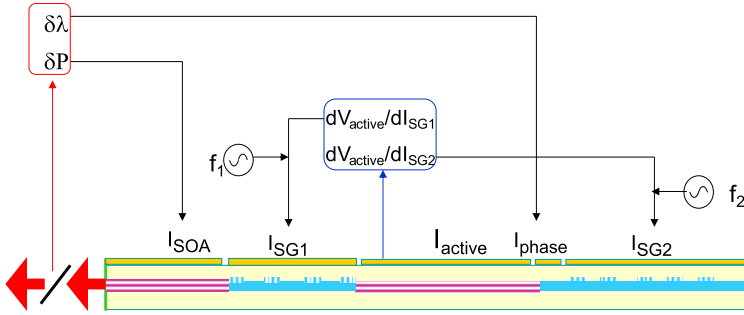 δλ
δP
dV_active/dI_SG1
dV_active/dI_SG2
f_1
f_2
I_SOA
I_SG1
I_active
I_phase
I_SG2